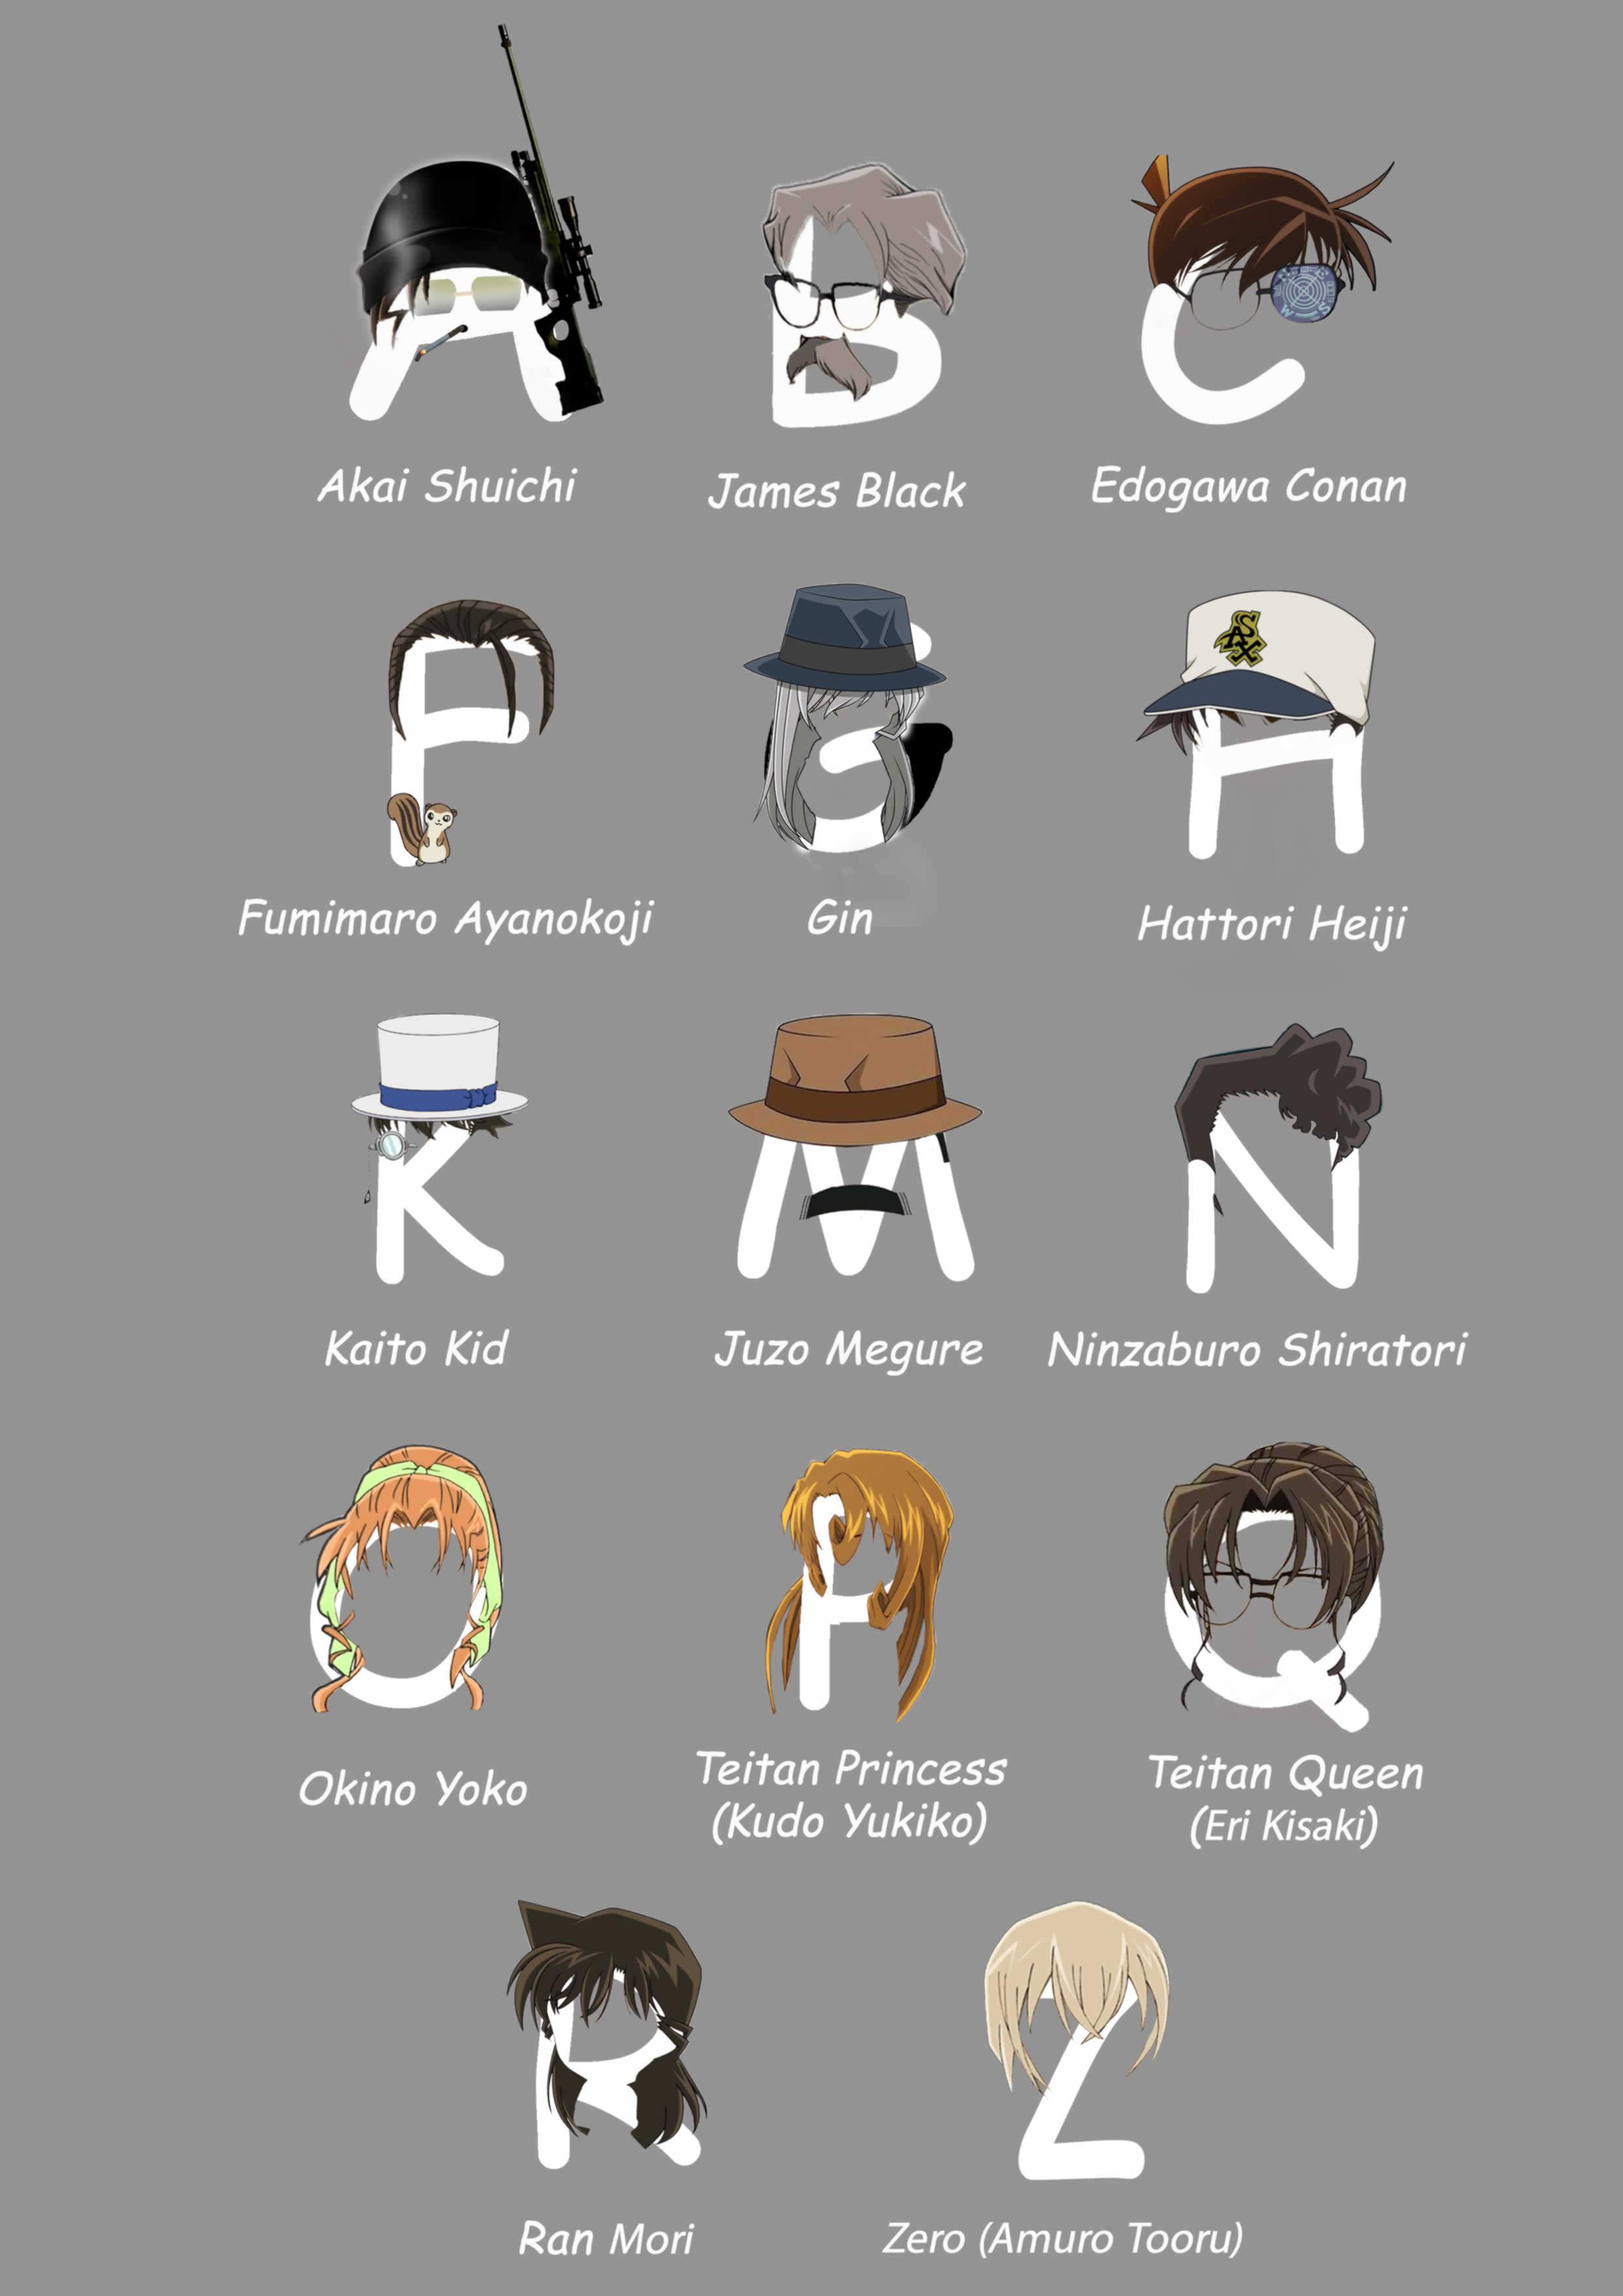 A B C
Akai Shuichi James Black Edogawa Conan
SAX
F G H
Fumimaro Ayanokoji Gin Hattori Heiji
K M N
Kaito Kid Juzo Megure Ninzaburo Shiratori
O P Q
Okino Yoko Teitan Princess Teitan Queen
(Kudo Yukiko) (Eri Kisaki)
R Z
Ran Mori Zero (Amuro Tooru)